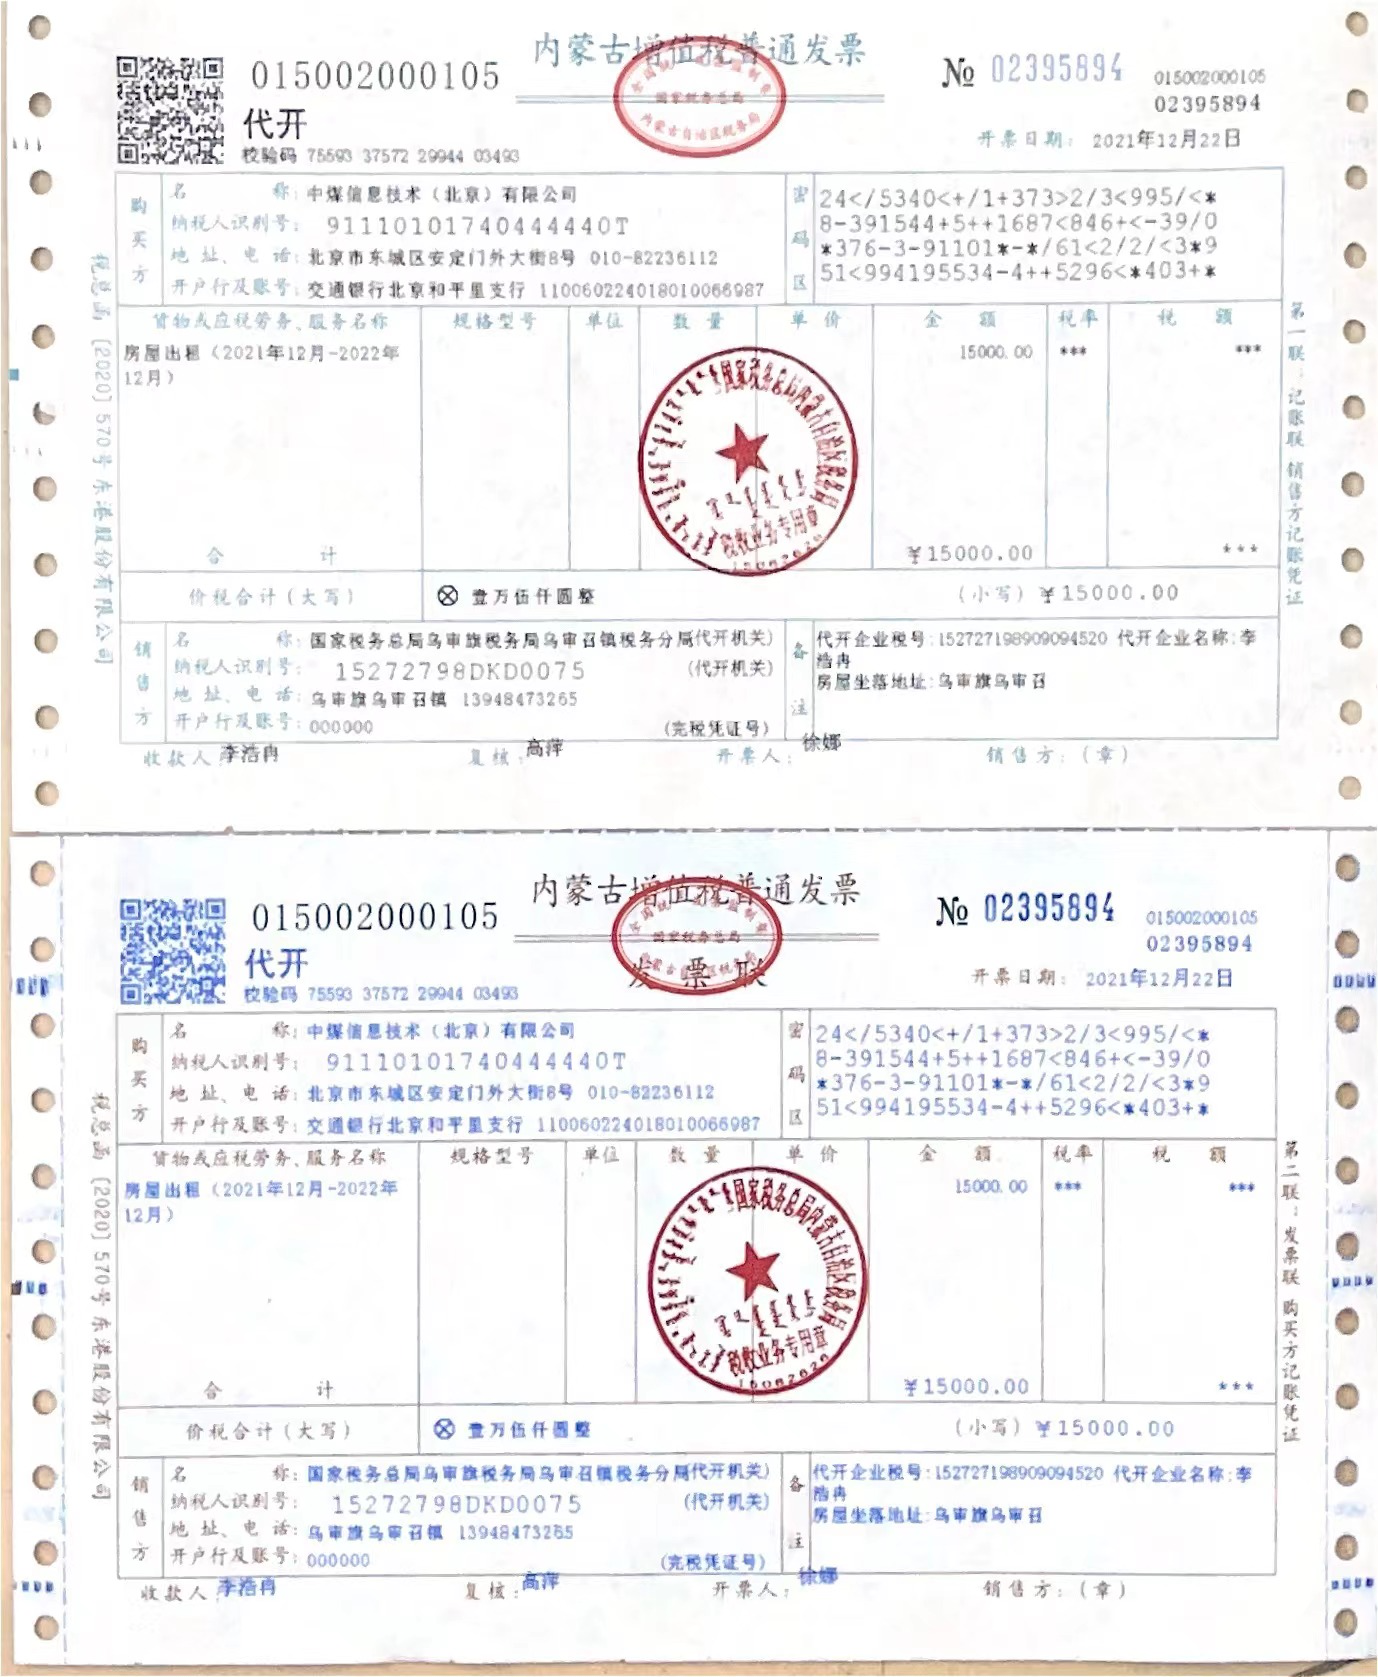 内蒙古增值税普通发票
015002000105
代开
校验码 75593 37572 29944 03493
№ 02395894
015002000105
02395894
开票日期: 2021年12月22日
国家税务总局
内蒙古自治区税务局
购买方
名称: 中煤信息技术（北京）有限公司
纳税人识别号: 91110101740444440T
地址、电话: 北京市东城区安定门外大街8号 010-82236112
开户行及账号: 交通银行北京和平里支行 110060224018010066987
密码区
24</5340<+/1+373>2/3<995/<*
8-391544+5++1687<846+<-39/0
*376-3-91101*-*/61<2/2/<3*9
51<994195534-4++5296<*403+*
货物或应税劳务、服务名称 规格型号 单位 数量 单价 金额 税率 税额
房屋出租（2021年12月-2022年 15000.00 *** ***
12月）
国家税务总局内蒙古自治区税务局
税收业务专用章
合计 ￥15000.00 ***
价税合计（大写） ⊗ 壹万伍仟圆整 （小写）￥15000.00
销售方
名称: 国家税务总局乌审旗税务局乌审召镇税务分局(代开机关)
纳税人识别号: 15272798DKD0075 (代开机关)
地址、电话: 乌审旗乌审召镇 13948473265
开户行及账号: 000000 (完税凭证号)
备注
代开企业税号:152727198909094520 代开企业名称:李
浩冉
房屋坐落地址:乌审旗乌审召
收款人: 李浩冉 复核: 高萍 开票人: 徐娜 销售方:（章）
税总函〔2020〕570号东港股份有限公司
第一联:记账联 销售方记账凭证
内蒙古增值税普通发票
发票联
015002000105
代开
校验码 75593 37572 29944 03493
№ 02395894
015002000105
02395894
开票日期: 2021年12月22日
国家税务总局
购买方
名称: 中煤信息技术（北京）有限公司
纳税人识别号: 91110101740444440T
地址、电话: 北京市东城区安定门外大街8号 010-82236112
开户行及账号: 交通银行北京和平里支行 110060224018010066987
密码区
24</5340<+/1+373>2/3<995/<*
8-391544+5++1687<846+<-39/0
*376-3-91101*-*/61<2/2/<3*9
51<994195534-4++5296<*403+*
货物或应税劳务、服务名称 规格型号 单位 数量 单价 金额 税率 税额
房屋出租（2021年12月-2022年 15000.00 *** ***
12月）
国家税务总局内蒙古自治区税务局
税收业务专用章
合计 ￥15000.00 ***
价税合计（大写） ⊗ 壹万伍仟圆整 （小写）￥15000.00
销售方
名称: 国家税务总局乌审旗税务局乌审召镇税务分局(代开机关)
纳税人识别号: 15272798DKD0075 (代开机关)
地址、电话: 乌审旗乌审召镇 13948473265
开户行及账号: 000000 (完税凭证号)
备注
代开企业税号:152727198909094520 代开企业名称:李
浩冉
房屋坐落地址:乌审旗乌审召
收款人: 李浩冉 复核: 高萍 开票人: 徐娜 销售方:（章）
税总函〔2020〕570号东港股份有限公司
第二联:发票联 购买方记账凭证